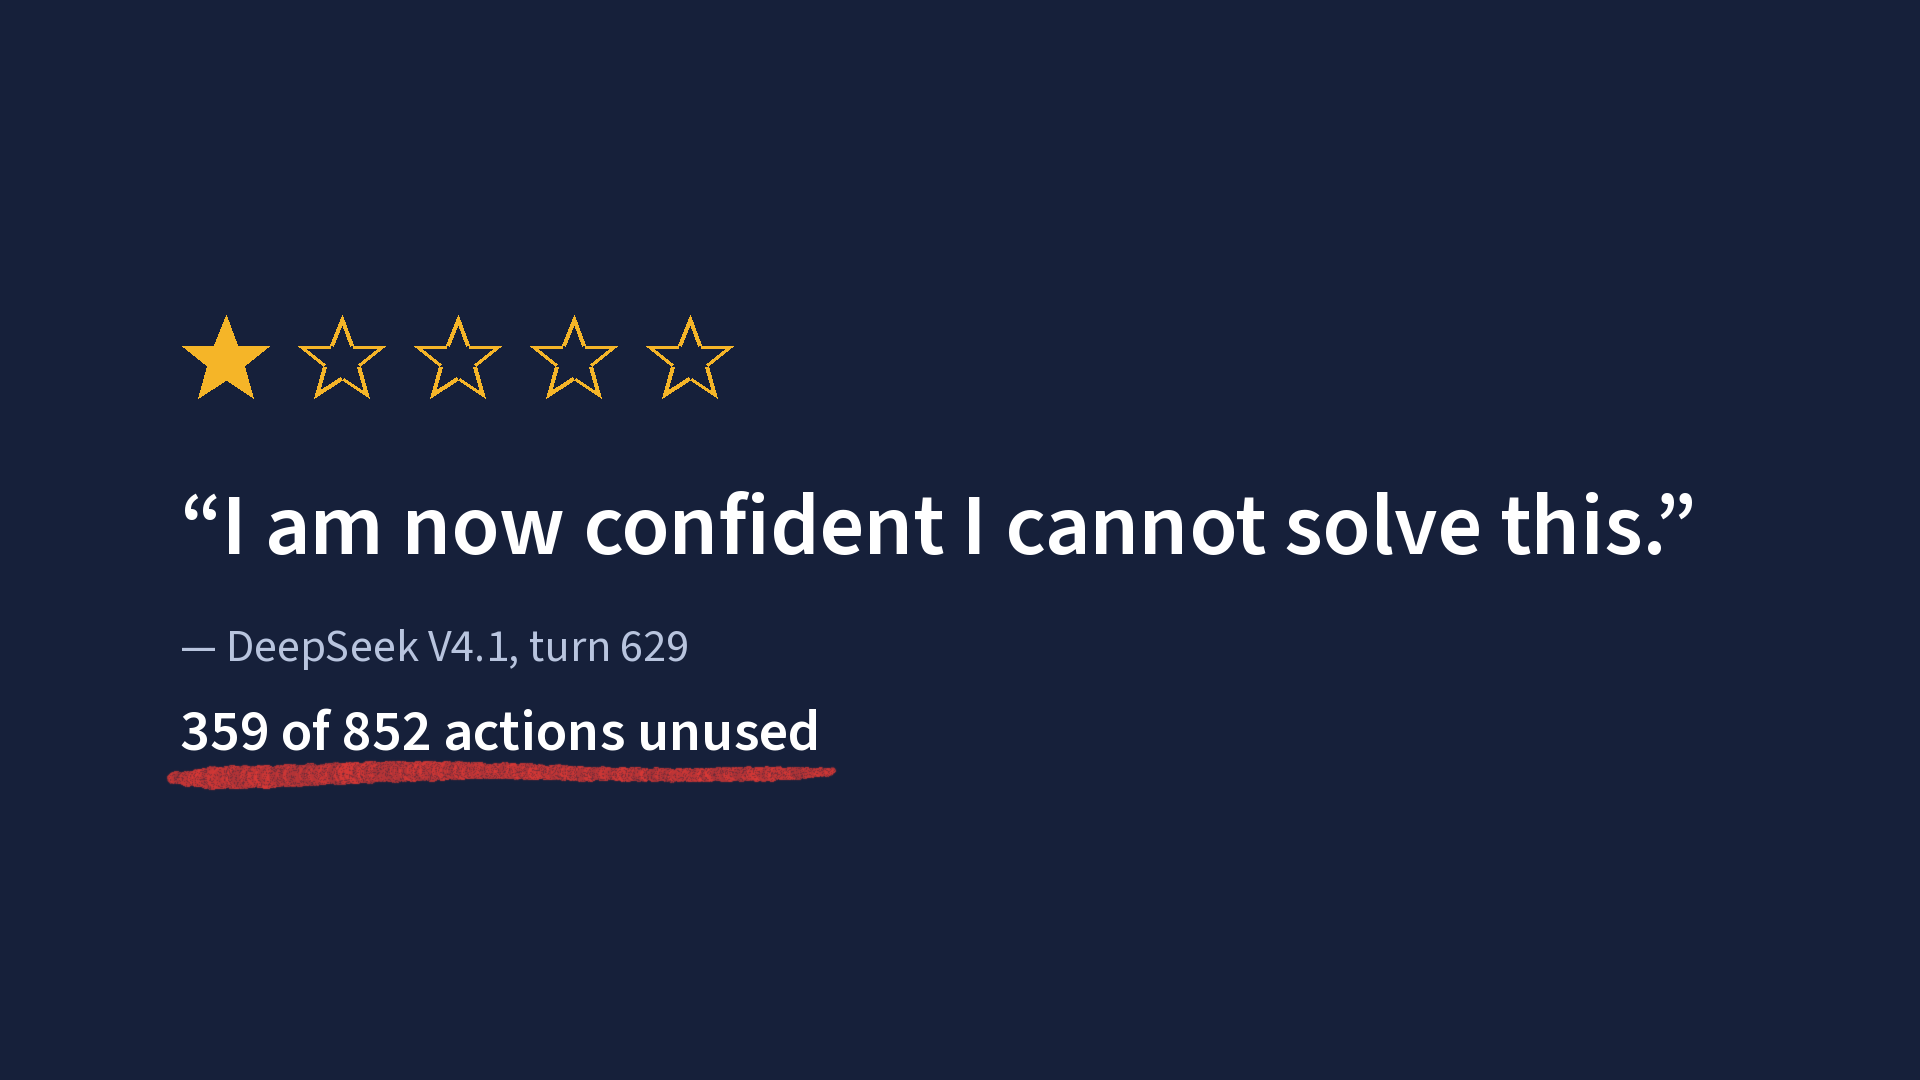 “I am now confident I cannot solve this.”
— DeepSeek V4.1, turn 629
359 of 852 actions unused